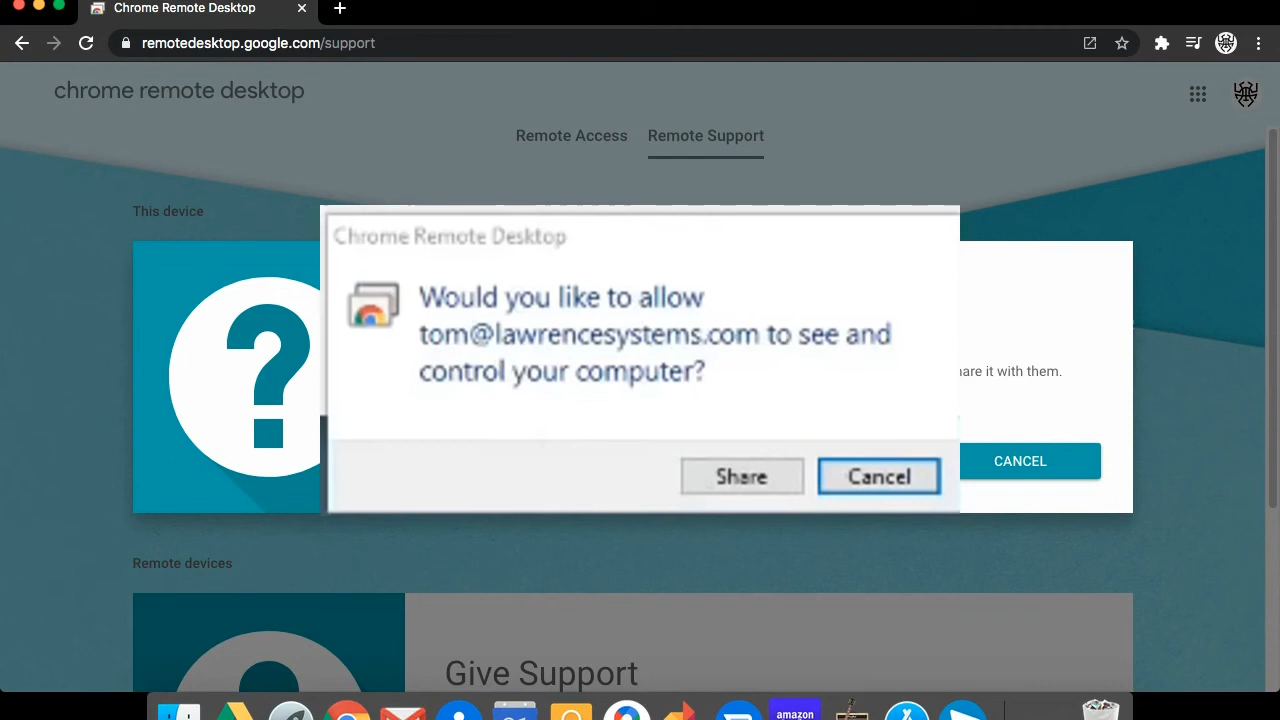 Chrome Remote Desktop
remotedesktop.google.com/support
chrome remote desktop
Remote Access
Remote Support
This device
Chrome Remote Desktop
Would you like to allow
tom@lawrencesystems.com to see and
control your computer?
are it with them.
Share
Cancel
CANCEL
Remote devices
Give Support
amazon